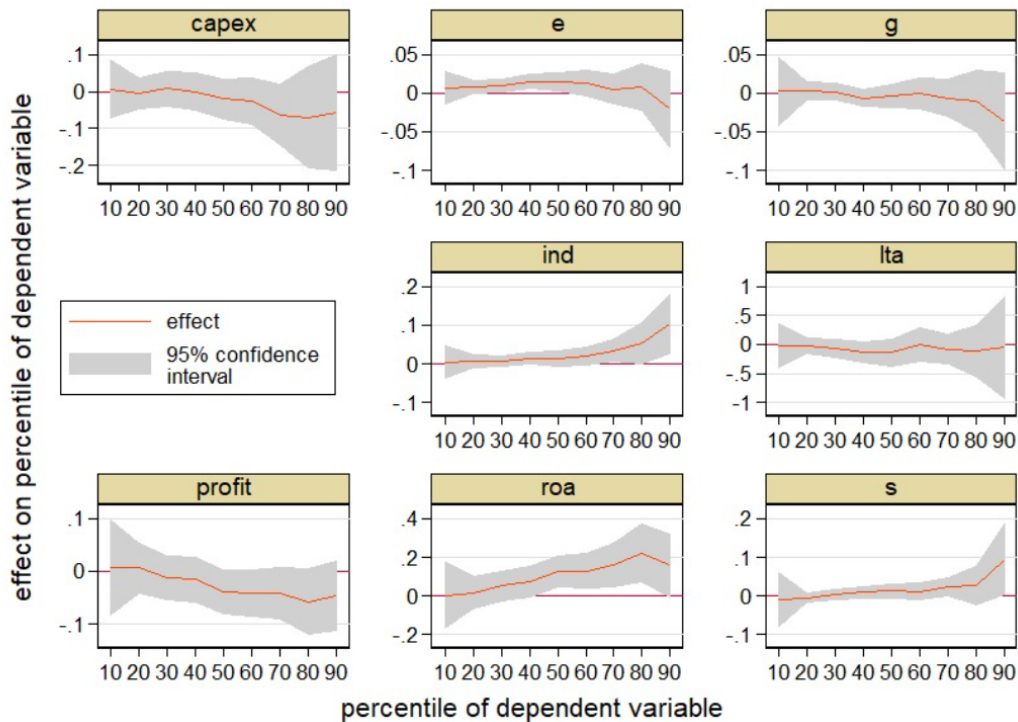 effect on percentile of dependent variable
capex
.1
0
-.1
-.2
10 20 30 40 50 60 70 80 90
e
.05
0
-.05
-.1
10 20 30 40 50 60 70 80 90
g
.05
0
-.05
-.1
10 20 30 40 50 60 70 80 90
effect
95% confidence
interval
ind
.2
.1
0
-.1
10 20 30 40 50 60 70 80 90
lta
1
.5
0
-.5
-1
10 20 30 40 50 60 70 80 90
profit
.1
0
-.1
10 20 30 40 50 60 70 80 90
roa
.4
.2
0
-.2
10 20 30 40 50 60 70 80 90
s
.2
.1
0
-.1
10 20 30 40 50 60 70 80 90
percentile of dependent variable